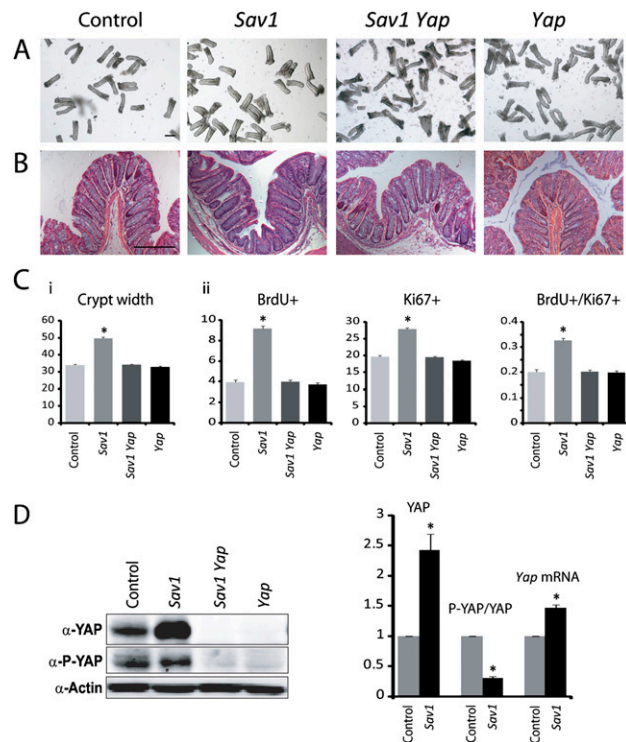 Control Sav1 Sav1 Yap Yap
A
B
C
i
Crypt width
60
50
40
30
20
10
0
Control
Sav1
Sav1 Yap
Yap
ii
BrdU+
10
8
6
4
2
0
Control
Sav1
Sav1 Yap
Yap
Ki67+
30
25
20
15
10
5
0
Control
Sav1
Sav1 Yap
Yap
BrdU+/Ki67+
0.4
0.3
0.2
0.1
0
Control
Sav1
Sav1 Yap
Yap
*
*
*
*
D
Control
Sav1
Sav1 Yap
Yap
α-YAP
α-P-YAP
α-Actin
3
2.5
2
1.5
1
0.5
0
YAP
*
P-YAP/YAP
*
Yap mRNA
*
Control
Sav1
Control
Sav1
Control
Sav1